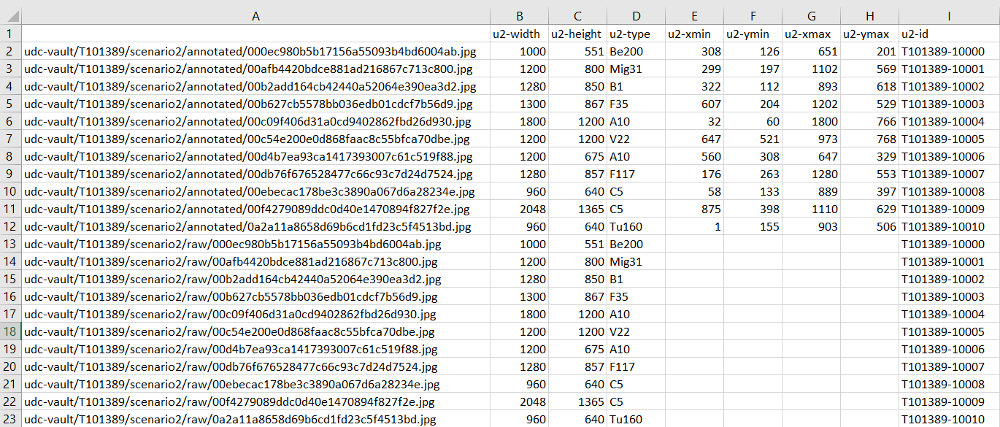 A B C D E F G H I
1 u2-width u2-height u2-type u2-xmin u2-ymin u2-xmax u2-ymax u2-id
2 udc-vault/T101389/scenario2/annotated/000ec980b5b17156a55093b4bd6004ab.jpg 1000 551 Be200 308 126 651 201 T101389-10000
3 udc-vault/T101389/scenario2/annotated/00afb4420bdce881ad216867c713c800.jpg 1200 800 Mig31 299 197 1102 569 T101389-10001
4 udc-vault/T101389/scenario2/annotated/00b2add164cb42440a52064e390ea3d2.jpg 1280 850 B1 322 112 893 618 T101389-10002
5 udc-vault/T101389/scenario2/annotated/00b627cb5578bb036edb01cdcf7b56d9.jpg 1300 867 F35 607 204 1202 529 T101389-10003
6 udc-vault/T101389/scenario2/annotated/00c09f406d31a0cd9402862fbd26d930.jpg 1800 1200 A10 32 60 1800 766 T101389-10004
7 udc-vault/T101389/scenario2/annotated/00c54e200e0d868faac8c55bfca70dbe.jpg 1200 1200 V22 647 521 973 768 T101389-10005
8 udc-vault/T101389/scenario2/annotated/00d4b7ea93ca1417393007c61c519f88.jpg 1200 675 A10 560 308 647 329 T101389-10006
9 udc-vault/T101389/scenario2/annotated/00db76f676528477c66c93c7d24d7524.jpg 1280 857 F117 176 263 1280 553 T101389-10007
10 udc-vault/T101389/scenario2/annotated/00ebecac178be3c3890a067d6a28234e.jpg 960 640 C5 58 133 889 397 T101389-10008
11 udc-vault/T101389/scenario2/annotated/00f4279089ddc0d40e1470894f827f2e.jpg 2048 1365 C5 875 398 1110 629 T101389-10009
12 udc-vault/T101389/scenario2/annotated/0a2a11a8658d69b6cd1fd23c5f4513bd.jpg 960 640 Tu160 1 155 903 506 T101389-10010
13 udc-vault/T101389/scenario2/raw/000ec980b5b17156a55093b4bd6004ab.jpg 1000 551 Be200 T101389-10000
14 udc-vault/T101389/scenario2/raw/00afb4420bdce881ad216867c713c800.jpg 1200 800 Mig31 T101389-10001
15 udc-vault/T101389/scenario2/raw/00b2add164cb42440a52064e390ea3d2.jpg 1280 850 B1 T101389-10002
16 udc-vault/T101389/scenario2/raw/00b627cb5578bb036edb01cdcf7b56d9.jpg 1300 867 F35 T101389-10003
17 udc-vault/T101389/scenario2/raw/00c09f406d31a0cd9402862fbd26d930.jpg 1800 1200 A10 T101389-10004
18 udc-vault/T101389/scenario2/raw/00c54e200e0d868faac8c55bfca70dbe.jpg 1200 1200 V22 T101389-10005
19 udc-vault/T101389/scenario2/raw/00d4b7ea93ca1417393007c61c519f88.jpg 1200 675 A10 T101389-10006
20 udc-vault/T101389/scenario2/raw/00db76f676528477c66c93c7d24d7524.jpg 1280 857 F117 T101389-10007
21 udc-vault/T101389/scenario2/raw/00ebecac178be3c3890a067d6a28234e.jpg 960 640 C5 T101389-10008
22 udc-vault/T101389/scenario2/raw/00f4279089ddc0d40e1470894f827f2e.jpg 2048 1365 C5 T101389-10009
23 udc-vault/T101389/scenario2/raw/0a2a11a8658d69b6cd1fd23c5f4513bd.jpg 960 640 Tu160 T101389-10010